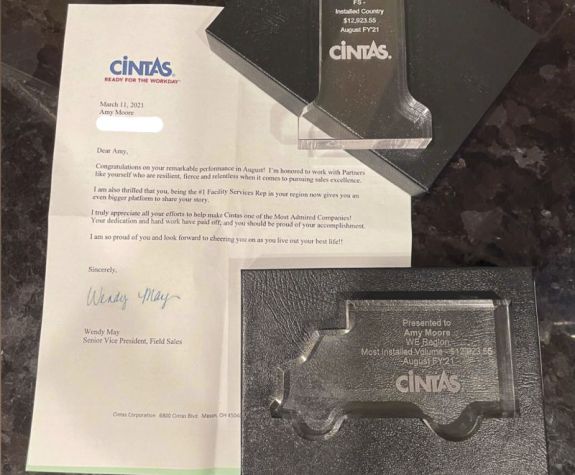 CINTAS.
READY FOR THE WORKDAY
March 11, 2021
Amy Moore
Dear Amy,
Congratulations on your remarkable performance in August! I'm honored to work with Partners
like yourself who are resilient, fierce and relentless when it comes to pursuing sales excellence.
I am also thrilled that you, being the #1 Facility Services Rep in your region now gives you an
even bigger platform to share your story.
I truly appreciate all your efforts to help make Cintas one of the Most Admired Companies!
Your dedication and hard work have paid off, and you should be proud of your accomplishment.
I am so proud of you and look forward to cheering you on as you live out your best life!!
Sincerely,
Wendy May
Wendy May
Senior Vice President, Field Sales
Cintas Corporation 6800 Cintas Blvd. Mason, OH 4504
FS -
Installed Country
$12,923.55
August FY'21
CINTAS.
Presented to
Amy Moore
WE Region
Most Installed Volume - $12,923.55
August FY'21
CINTAS